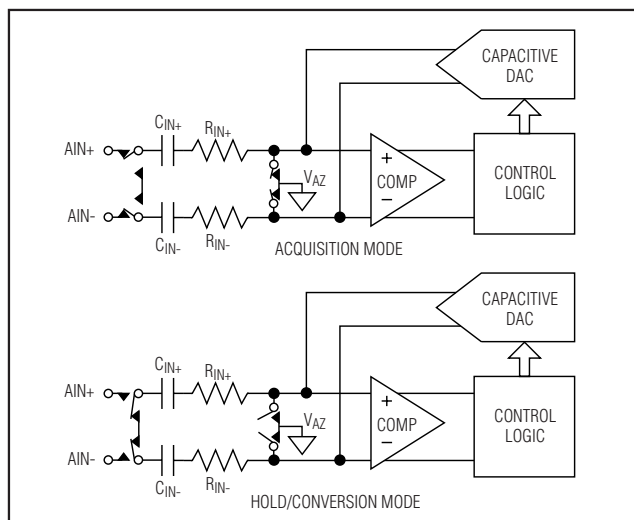 CAPACITIVE
DAC
CIN+
RIN+
AIN+
+
COMP
−
VAZ
CONTROL
LOGIC
AIN-
CIN-
RIN-
ACQUISITION MODE
CAPACITIVE
DAC
CIN+
RIN+
AIN+
+
COMP
−
VAZ
CONTROL
LOGIC
AIN-
CIN-
RIN-
HOLD/CONVERSION MODE